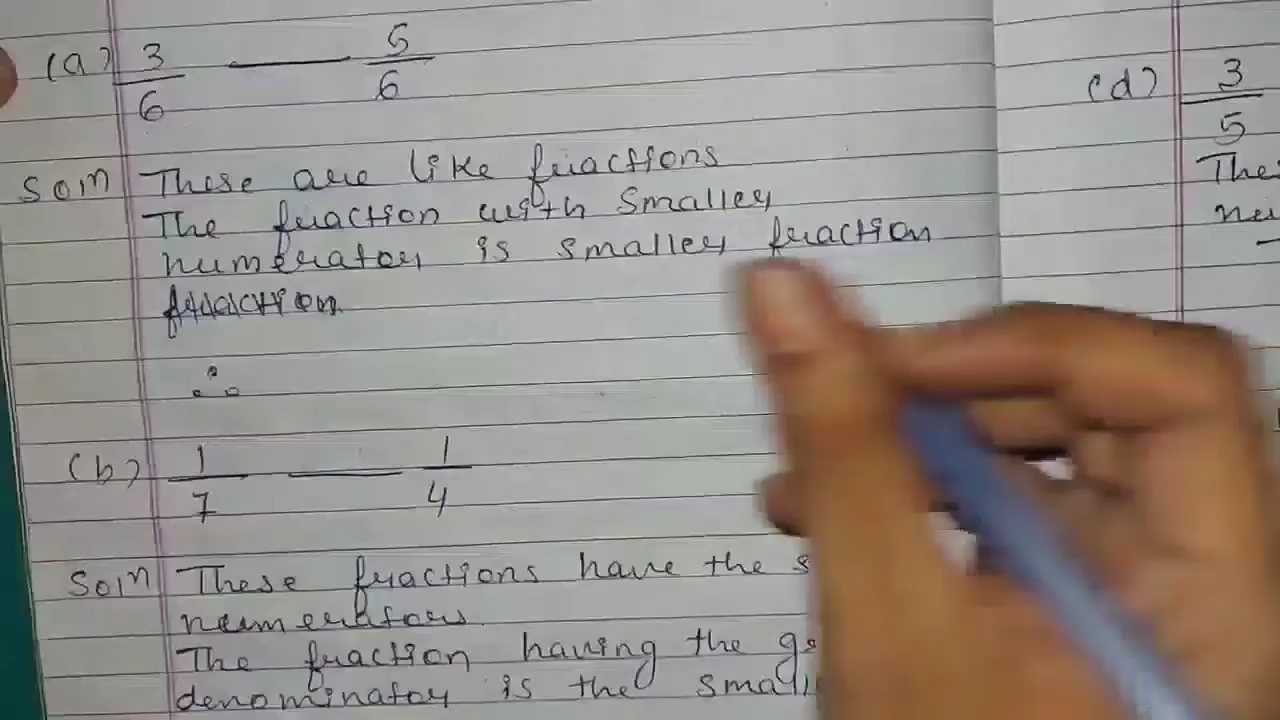 (a) 3/6 — 5/6
Soln These are like fractions
The fraction with smaller
numerator is smaller fraction
fraction
∴
(b) 1/7 — 1/4
Soln These fractions have the s
numerators.
The fraction having the g
denominator is the small
(d) 3/5
The